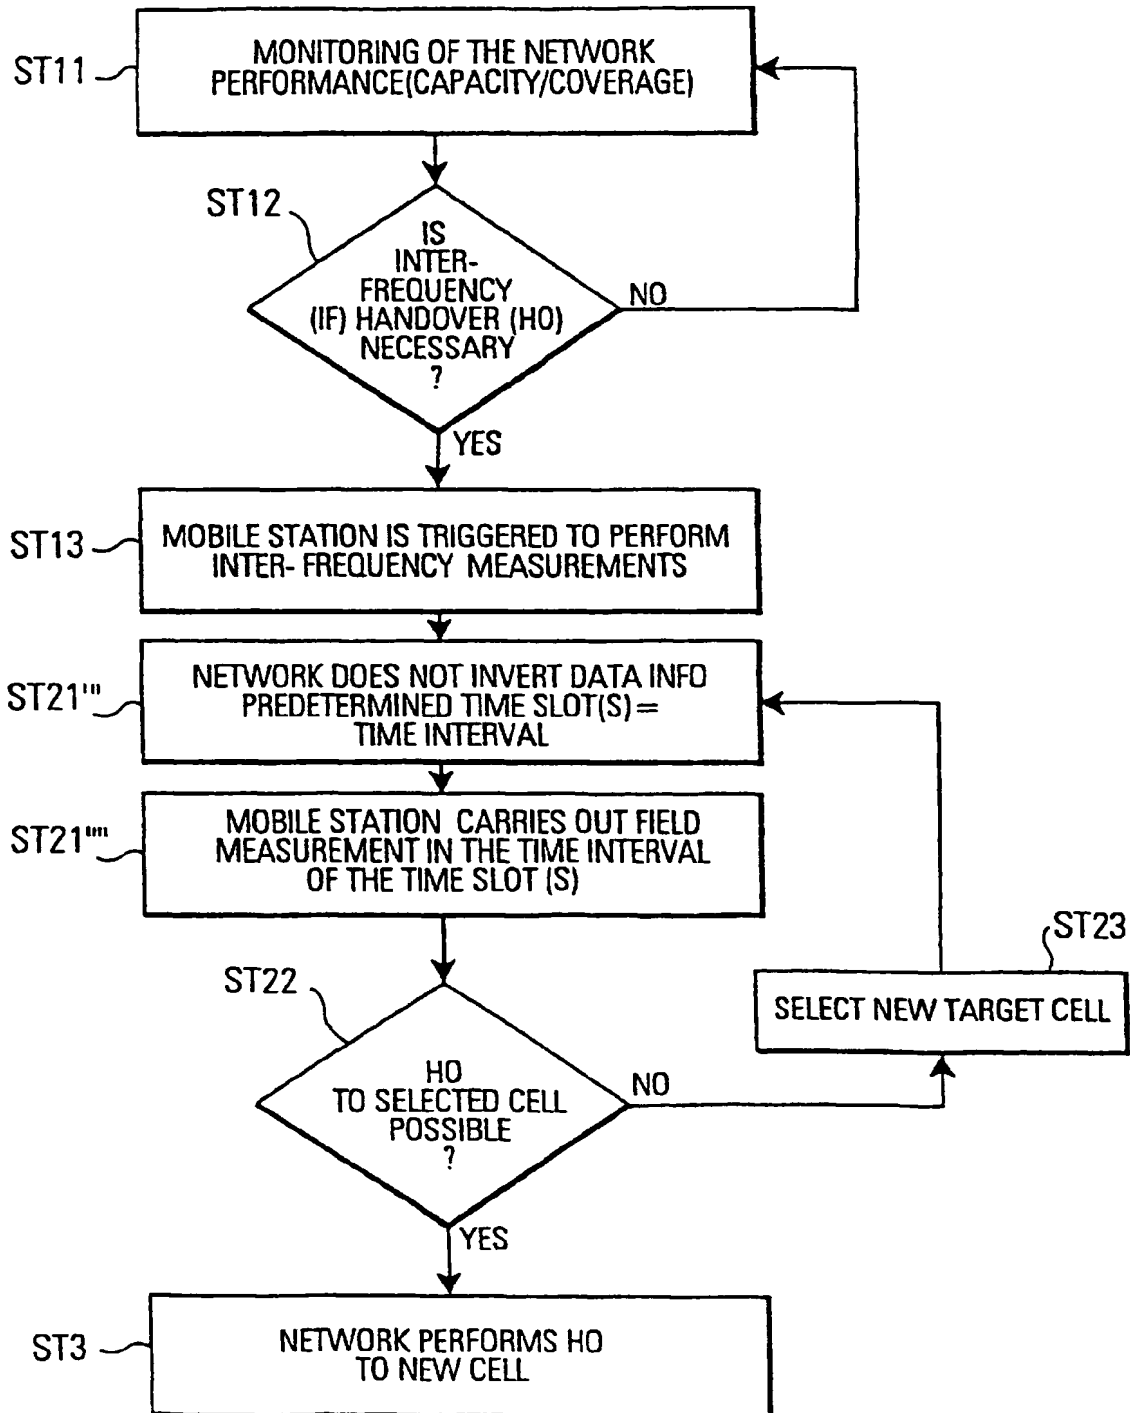 ST11
MONITORING OF THE NETWORK
PERFORMANCE(CAPACITY/COVERAGE)
ST12
IS
INTER-
FREQUENCY
(IF) HANDOVER (HO)
NECESSARY
?
NO
YES
ST13
MOBILE STATION IS TRIGGERED TO PERFORM
INTER- FREQUENCY MEASUREMENTS
ST21'''
NETWORK DOES NOT INVERT DATA INFO
PREDETERMINED TIME SLOT(S)=
TIME INTERVAL
ST21''''
MOBILE STATION CARRIES OUT FIELD
MEASUREMENT IN THE TIME INTERVAL
OF THE TIME SLOT (S)
ST23
SELECT NEW TARGET CELL
ST22
HO
TO SELECTED CELL
POSSIBLE
?
NO
YES
ST3
NETWORK PERFORMS HO
TO NEW CELL